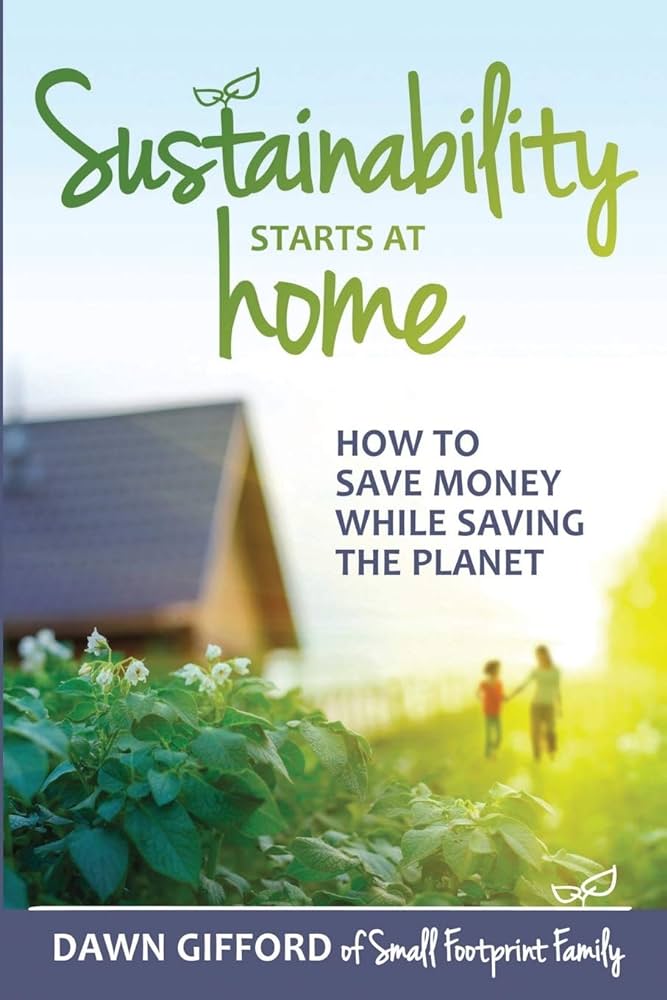 Sustainability
STARTS AT
home
HOW TO
SAVE MONEY
WHILE SAVING
THE PLANET
DAWN GIFFORD of Small Footprint Family